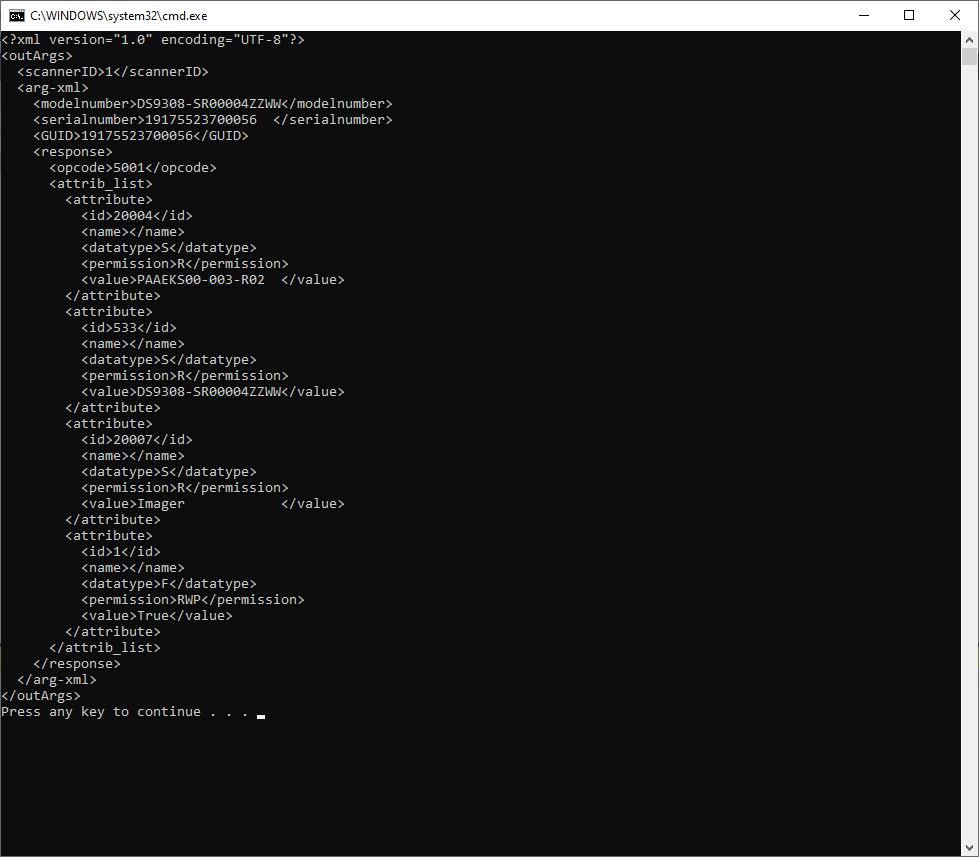 C:\WINDOWS\system32\cmd.exe
<?xml version="1.0" encoding="UTF-8"?>
<outArgs>
  <scannerID>1</scannerID>
  <arg-xml>
    <modelnumber>DS9308-SR00004ZZWW</modelnumber>
    <serialnumber>19175523700056  </serialnumber>
    <GUID>19175523700056</GUID>
    <response>
      <opcode>5001</opcode>
      <attrib_list>
        <attribute>
          <id>20004</id>
          <name></name>
          <datatype>S</datatype>
          <permission>R</permission>
          <value>PAAEKS00-003-R02  </value>
        </attribute>
        <attribute>
          <id>533</id>
          <name></name>
          <datatype>S</datatype>
          <permission>R</permission>
          <value>DS9308-SR00004ZZWW</value>
        </attribute>
        <attribute>
          <id>20007</id>
          <name></name>
          <datatype>S</datatype>
          <permission>R</permission>
          <value>Imager            </value>
        </attribute>
        <attribute>
          <id>1</id>
          <name></name>
          <datatype>F</datatype>
          <permission>RWP</permission>
          <value>True</value>
        </attribute>
      </attrib_list>
    </response>
  </arg-xml>
</outArgs>
Press any key to continue . . .